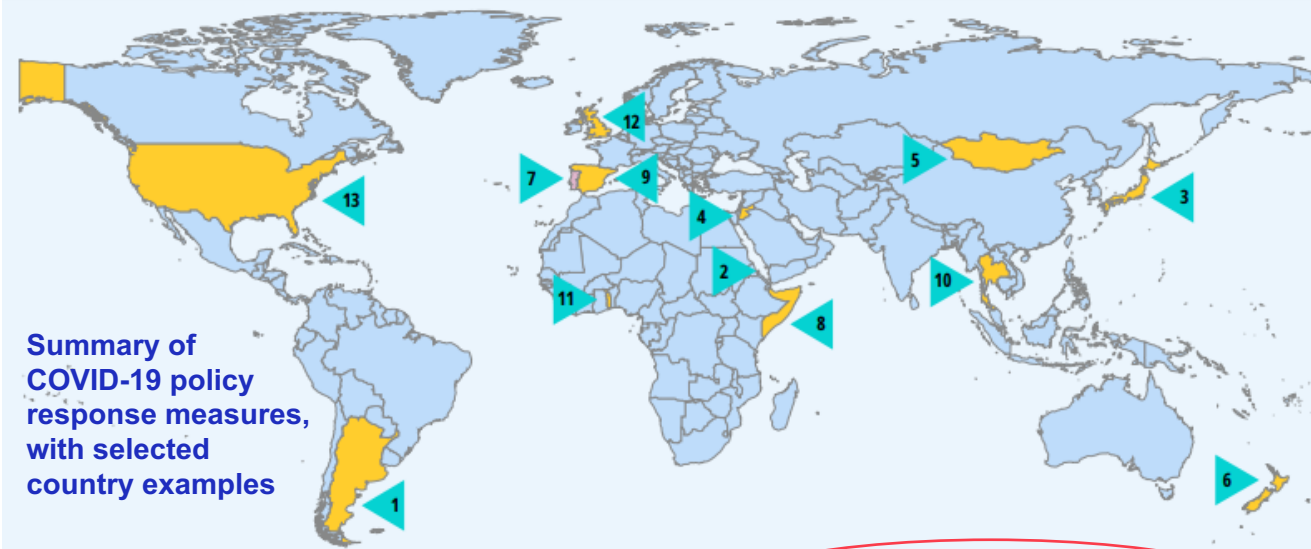 12
5
7
9
13
3
4
2
10
11
8
Summary of
COVID-19 policy
response measures,
with selected
country examples
6
1